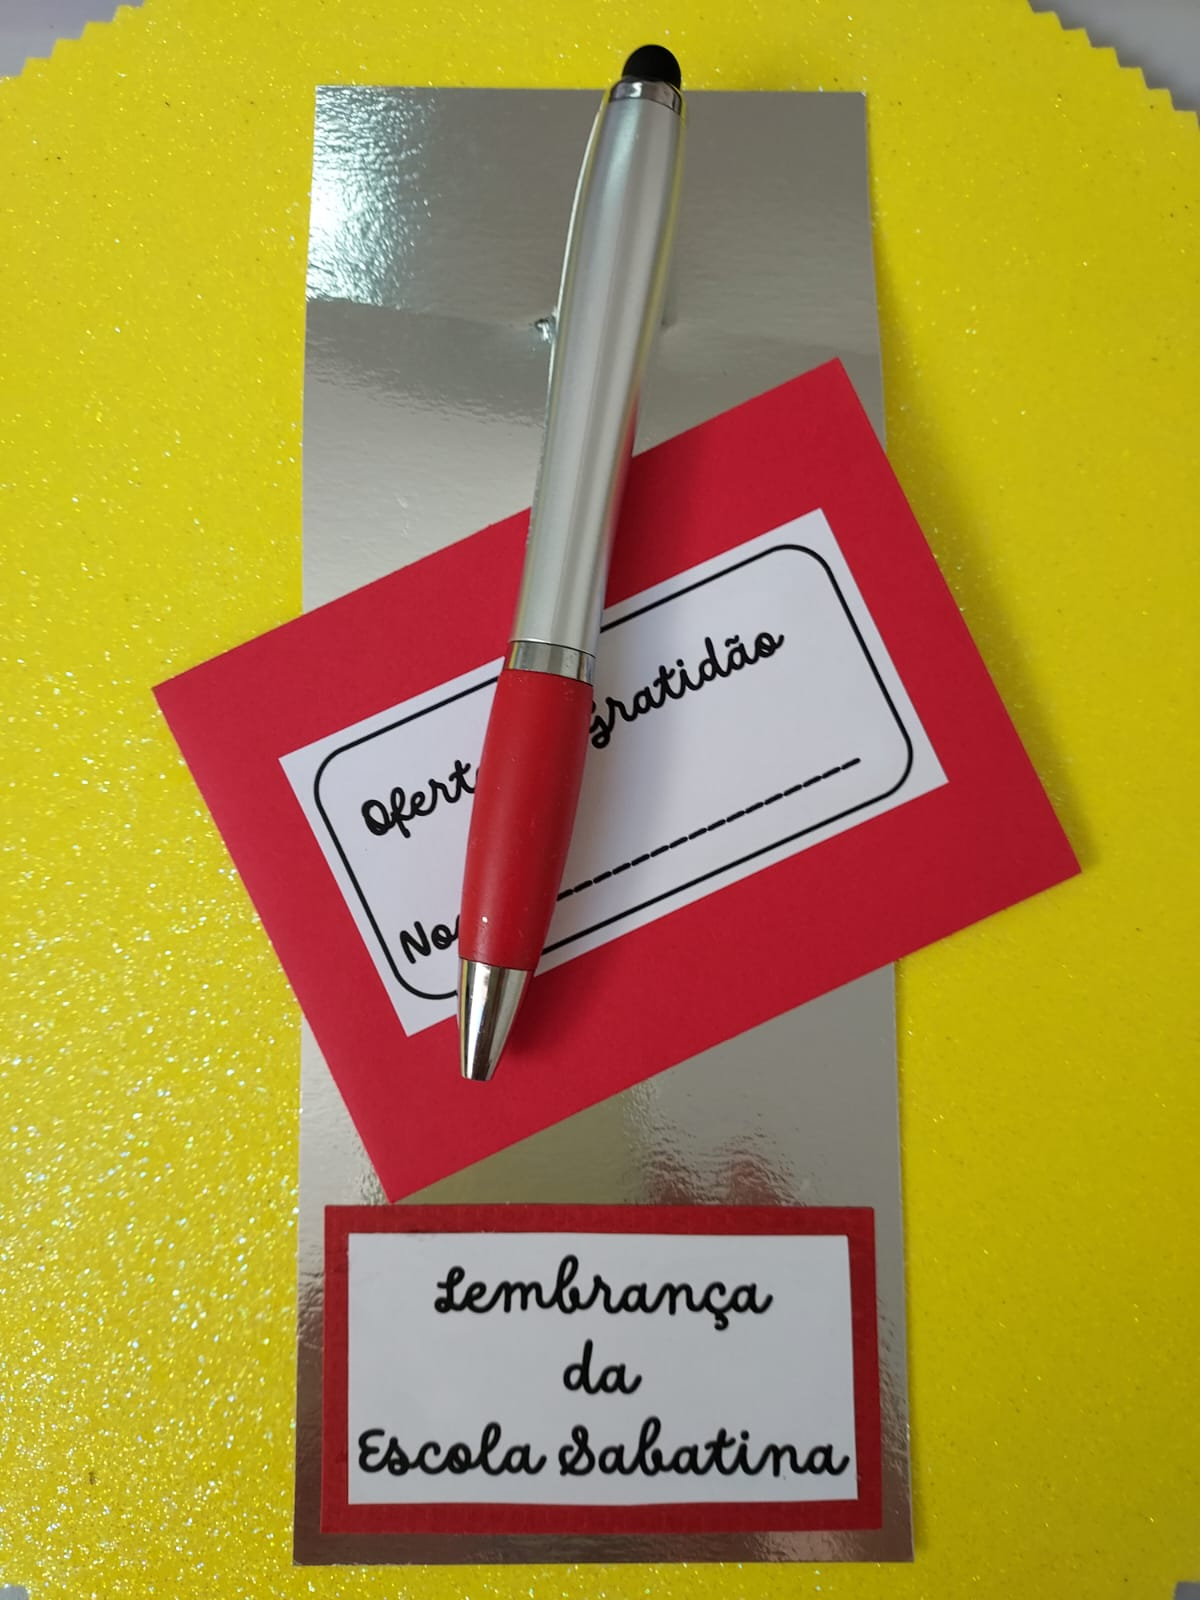 Gratidão
Lembrança
da
Escola Sabatina